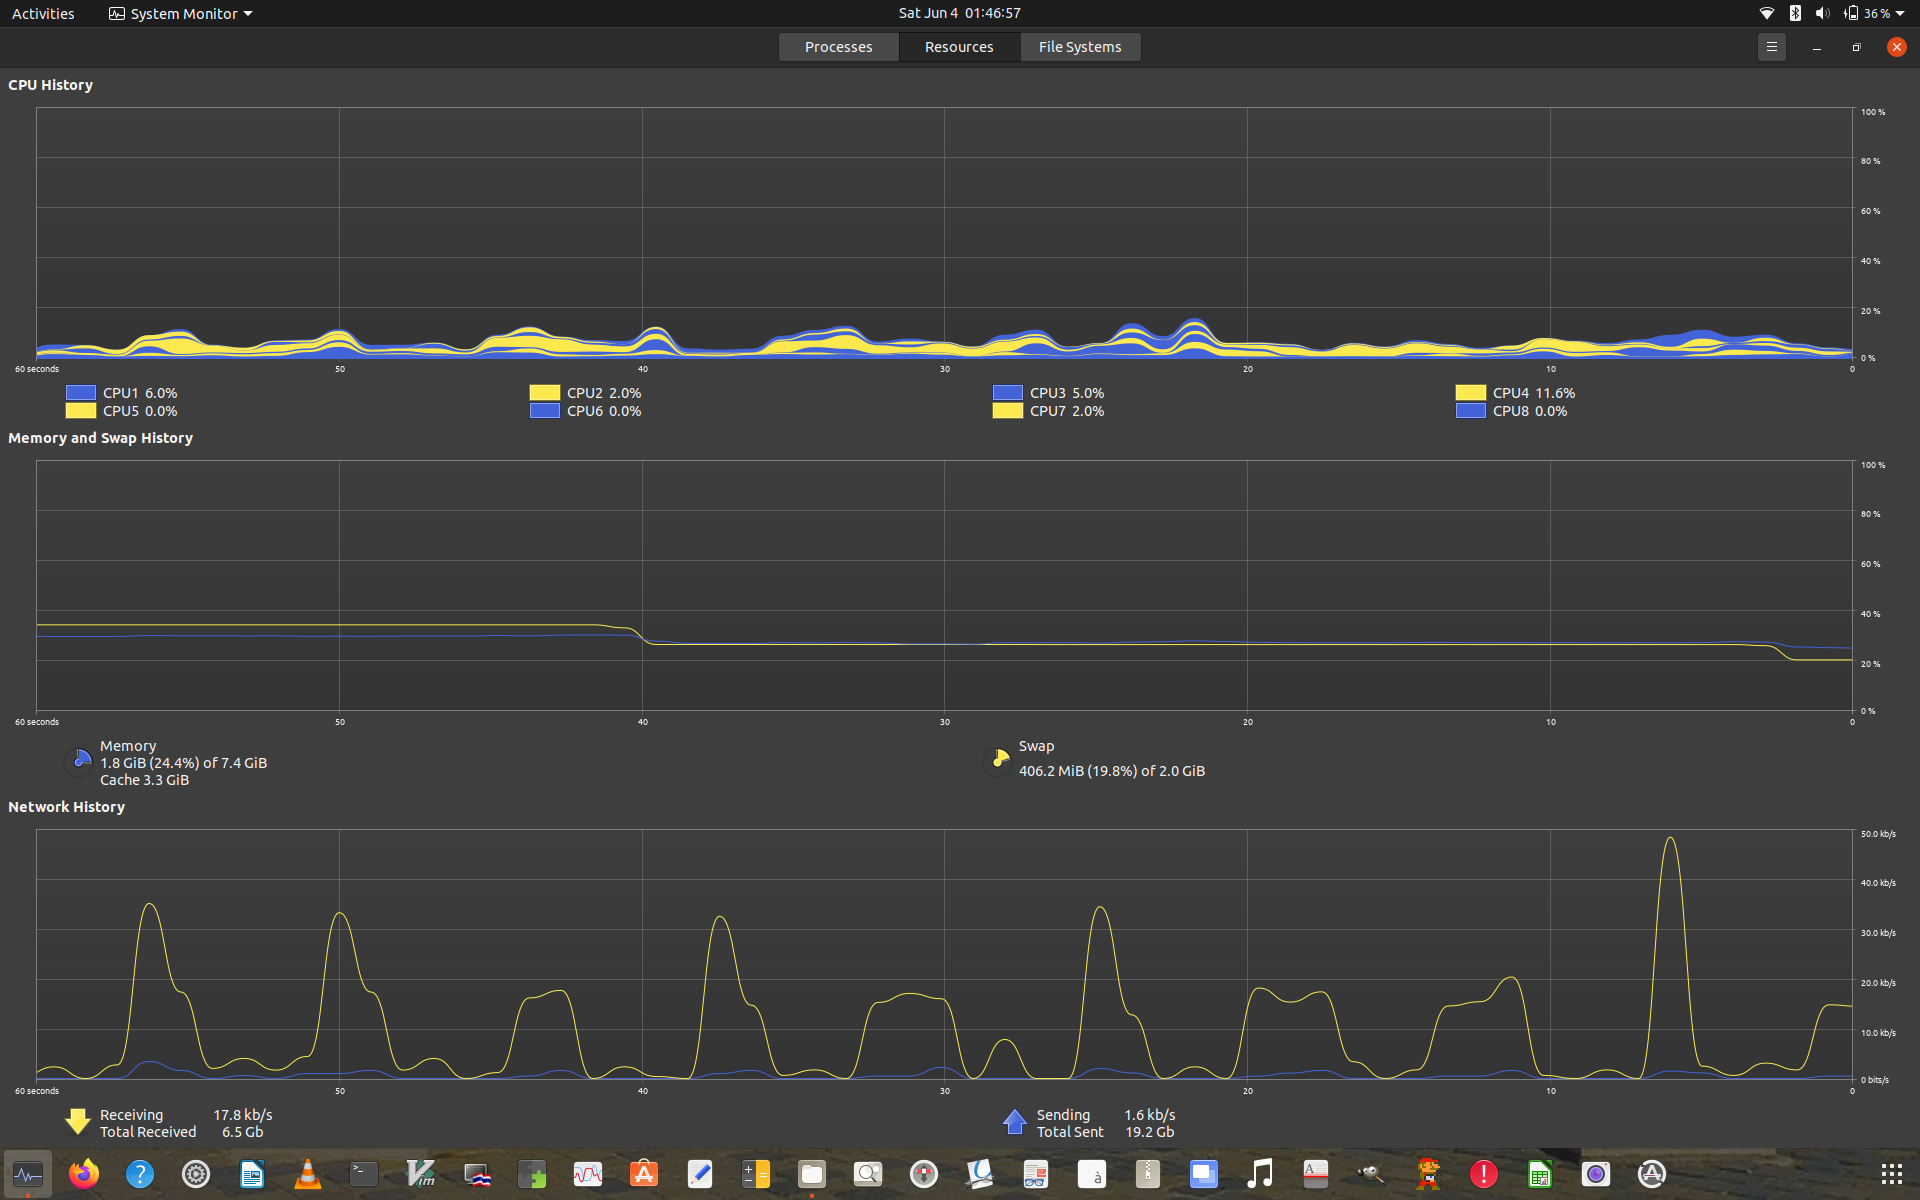 Activities System Monitor Sat Jun 4 01:46:57 36 %
Processes Resources File Systems
CPU History
100 %
80 %
60 %
40 %
20 %
0 %
60 seconds 50 40 30 20 10 0
CPU1 6.0% CPU2 2.0% CPU3 5.0% CPU4 11.6%
CPU5 0.0% CPU6 0.0% CPU7 2.0% CPU8 0.0%
Memory and Swap History
100 %
80 %
60 %
40 %
20 %
0 %
60 seconds 50 40 30 20 10 0
Memory
1.8 GiB (24.4%) of 7.4 GiB
Cache 3.3 GiB
Swap
406.2 MiB (19.8%) of 2.0 GiB
Network History
50.0 kb/s
40.0 kb/s
30.0 kb/s
20.0 kb/s
10.0 kb/s
0 bits/s
60 seconds 50 40 30 20 10 0
Receiving 17.8 kb/s
Total Received 6.5 Gb
Sending 1.6 kb/s
Total Sent 19.2 Gb